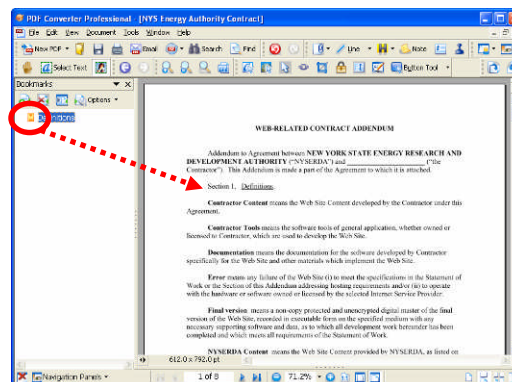 PDF Converter Professional - [NYS Energy Authority Contract]
File Edit View Document Tools Window Help
New PDF Email Search Find Line Note
Select Text Button Tool
Bookmarks
Options
Definitions
WEB-RELATED CONTRACT ADDENDUM
Addendum to Agreement between NEW YORK STATE ENERGY RESEARCH AND
DEVELOPMENT AUTHORITY ("NYSERDA") and ____________________ ("the
Contractor"). This Addendum is made a part of the Agreement to which it is attached.
Section 1. Definitions.
Contractor Content means the Web Site Content developed by the Contractor under this
Agreement.
Contractor Tools means the software tools of general application, whether owned or
licensed to Contractor, which are used to develop the Web Site.
Documentation means the documentation for the software developed by Contractor
specifically for the Web Site and other materials which implement the Web Site.
Error means any failure of the Web Site (i) to meet the specifications in the Statement of
Work or the Section of this Addendum addressing hosting requirements and/or (ii) to operate
with the hardware or software owned or licensed by the selected Internet Service Provider.
Final version means a non-copy protected and unencrypted digital master of the final
version of the Web Site, recorded in executable form on the specified medium with any
necessary supporting software and data, as to which all development work hereunder has been
completed and which meets all requirements of the Statement of Work.
NYSERDA Content means the Web Site Content provided by NYSERDA, as listed on
612.0 x 792.0 pt
Navigation Panels 1 of 8 71.2%